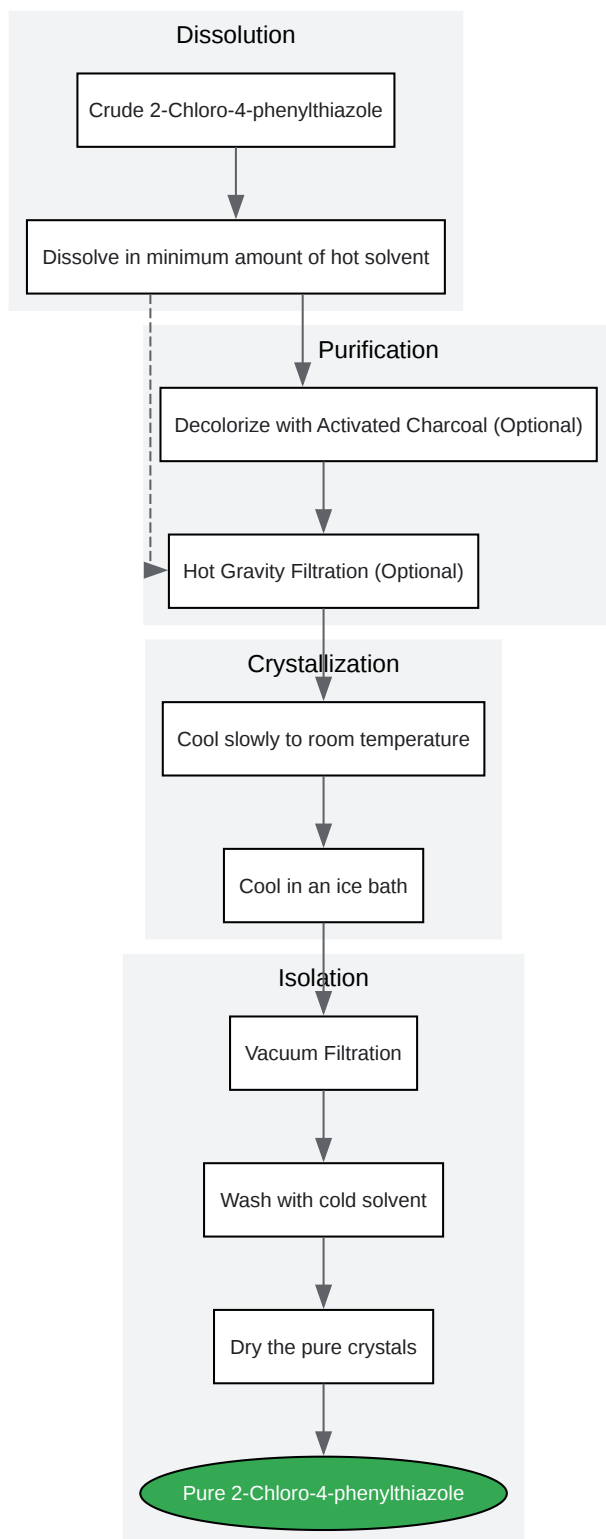 Dissolution
Crude 2-Chloro-4-phenylthiazole
Dissolve in minimum amount of hot solvent
Purification
Decolorize with Activated Charcoal (Optional)
Hot Gravity Filtration (Optional)
Crystallization
Cool slowly to room temperature
Cool in an ice bath
Isolation
Vacuum Filtration
Wash with cold solvent
Dry the pure crystals
Pure 2-Chloro-4-phenylthiazole